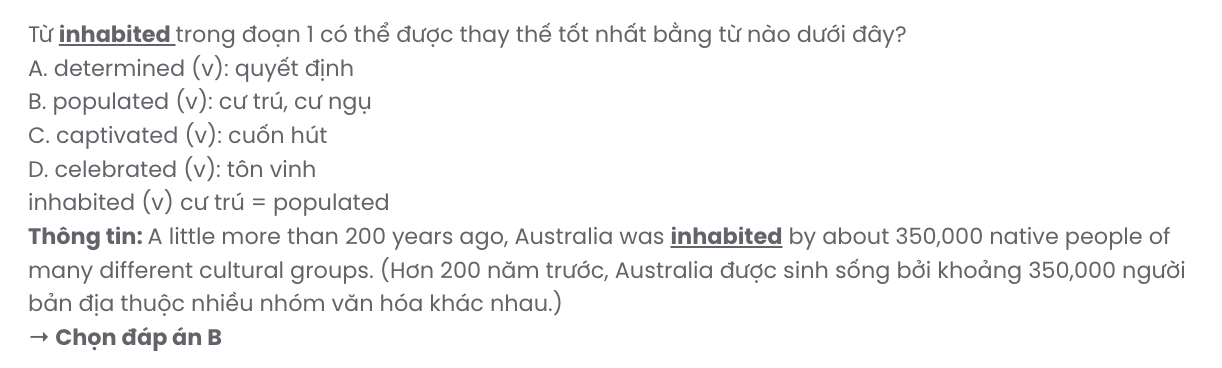 Từ inhabited trong đoạn 1 có thể được thay thế tốt nhất bằng từ nào dưới đây?
A. determined (v): quyết định
B. populated (v): cư trú, cư ngụ
C. captivated (v): cuốn hút
D. celebrated (v): tôn vinh
inhabited (v) cư trú = populated
Thông tin: A little more than 200 years ago, Australia was inhabited by about 350,000 native people of
many different cultural groups. (Hơn 200 năm trước, Australia được sinh sống bởi khoảng 350,000 người
bản địa thuộc nhiều nhóm văn hóa khác nhau.)
→ Chọn đáp án B